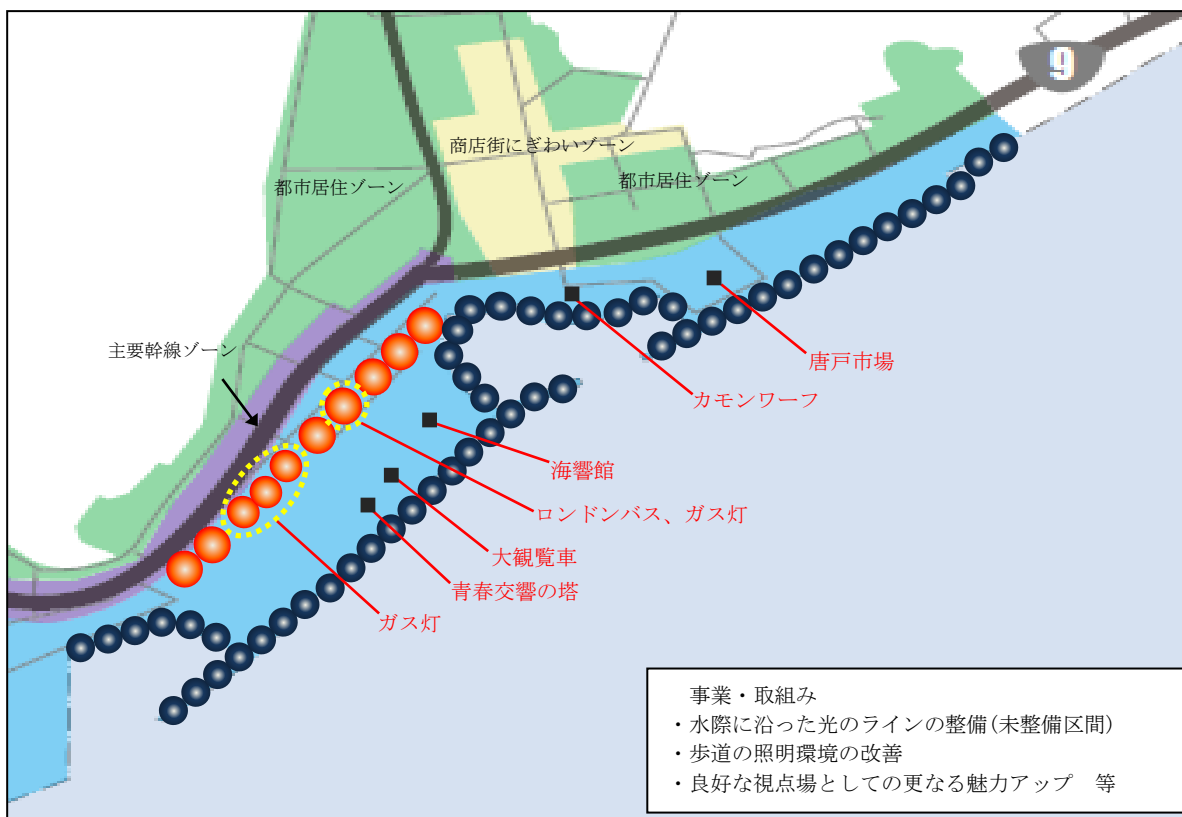 9
商店街にぎわいゾーン
都市居住ゾーン
都市居住ゾーン
主要幹線ゾーン
唐戸市場
カモンワーフ
海響館
ロンドンバス、ガス灯
大観覧車
青春交響の塔
ガス灯
事業・取組み
・水際に沿った光のラインの整備(未整備区間)
・歩道の照明環境の改善
・良好な視点場としての更なる魅力アップ 等